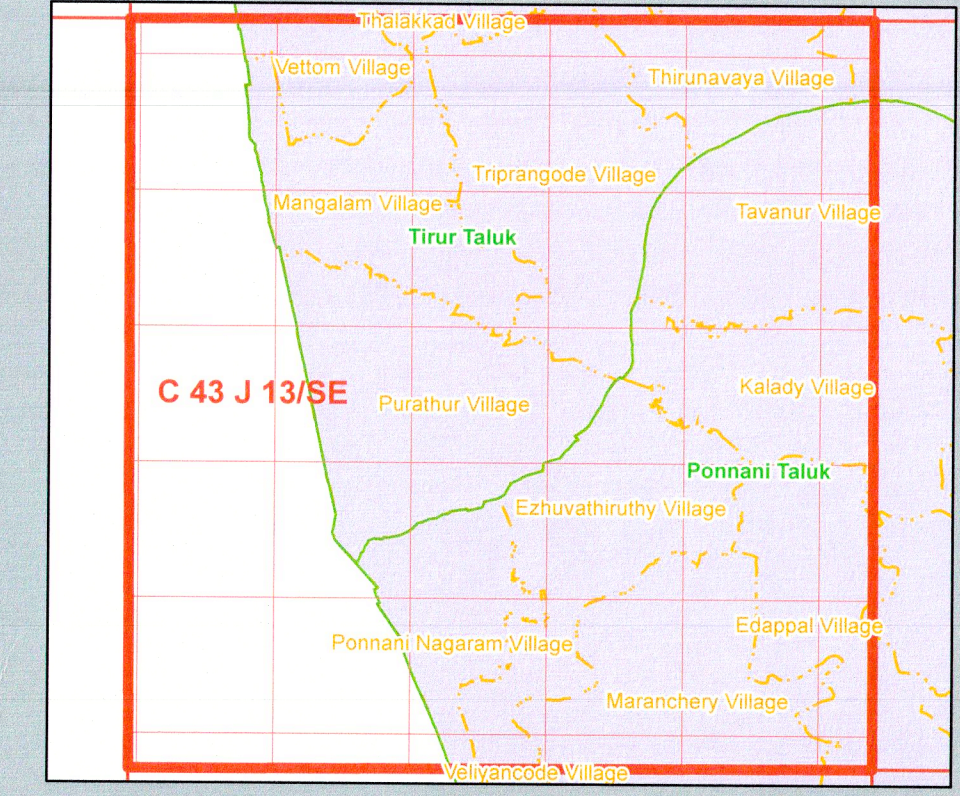 Thalakkad Village
Vettom Village
Thirunavaya Village
Triprangode Village
Mangalam Village
Tavanur Village
Tirur Taluk
C 43 J 13/SE
Kalady Village
Purathur Village
Ponnani Taluk
Ezhuvathiruthy Village
Edappal Village
Ponnani Nagaram Village
Maranchery Village
Veliyancode Village